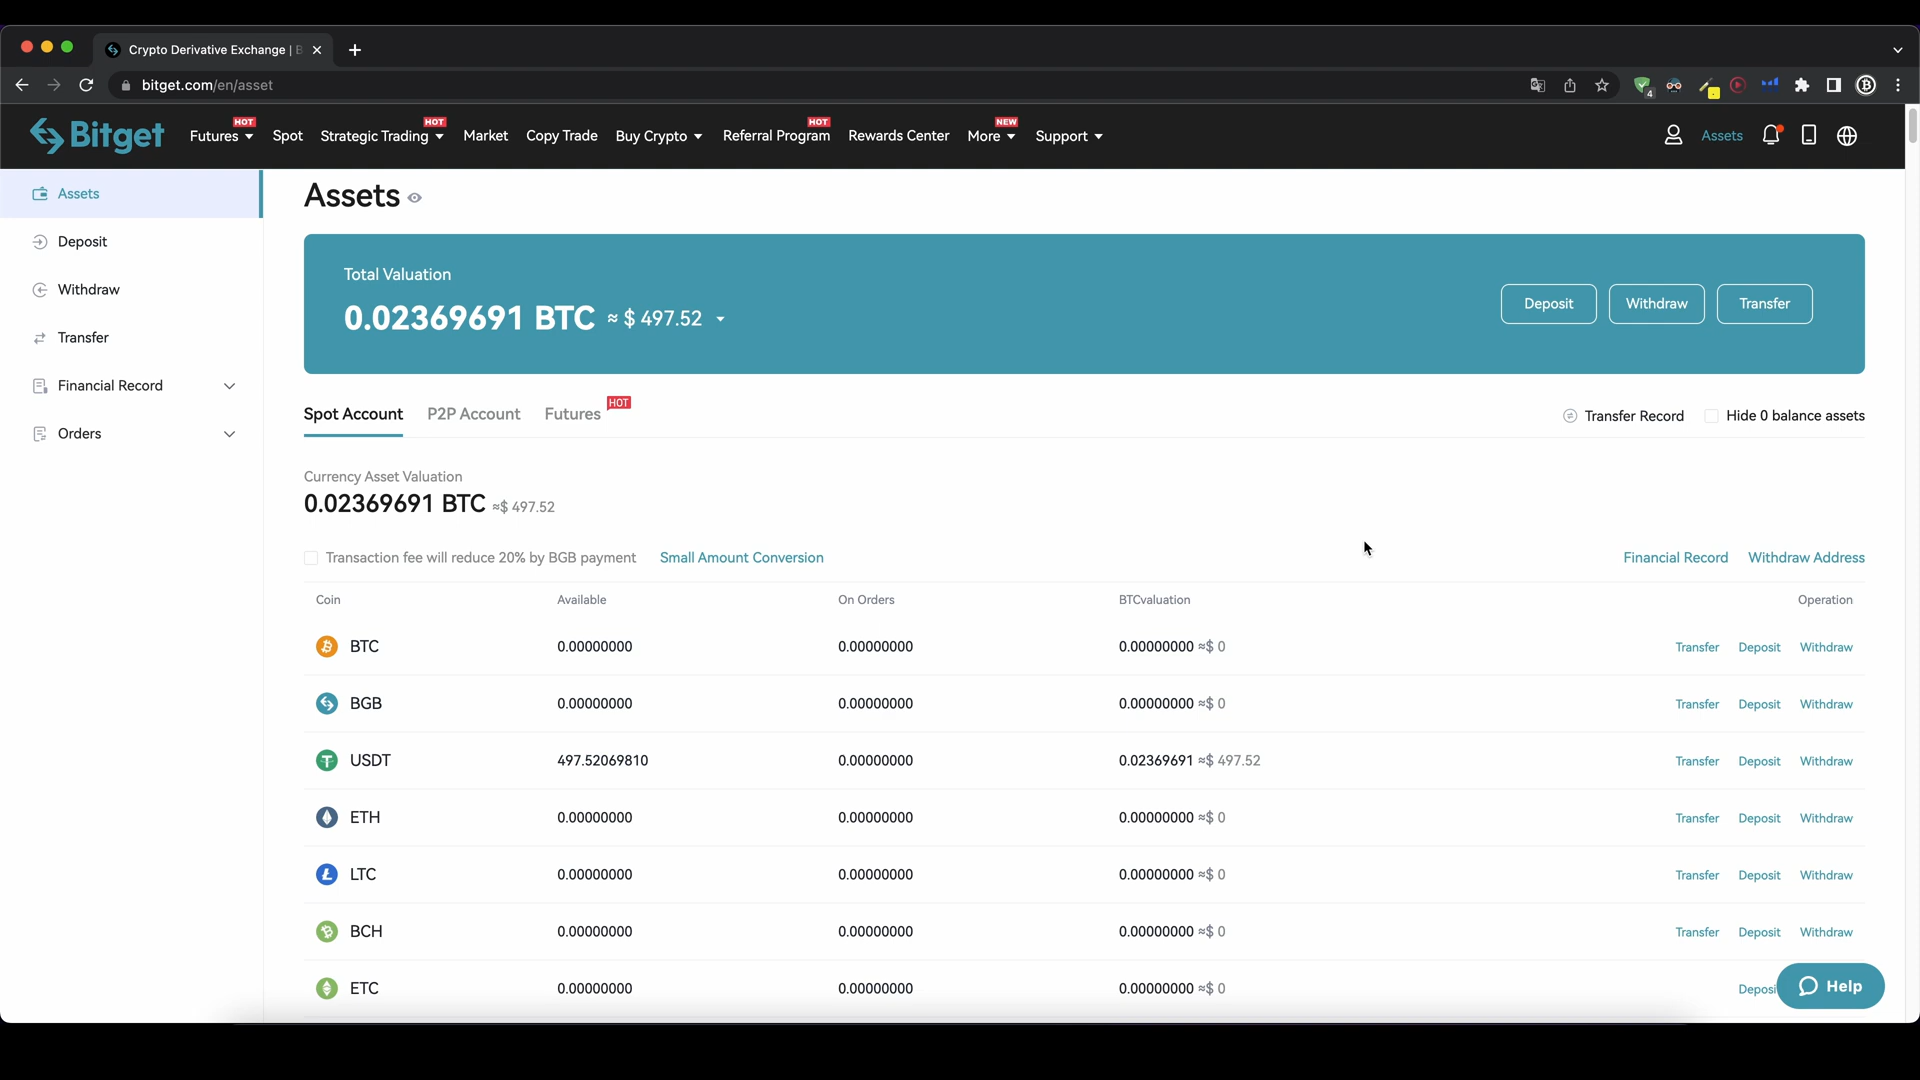 Crypto Derivative Exchange | B
bitget.com/en/asset
4
Bitget
Futures HOT Spot Strategic Trading HOT Market Copy Trade Buy Crypto Referral Program HOT Rewards Center More NEW Support Assets
Assets
Deposit
Withdraw
Transfer
Financial Record
Orders
Assets
Total Valuation
0.02369691 BTC ≈ $ 497.52
Deposit Withdraw Transfer
Spot Account P2P Account Futures HOT Transfer Record Hide 0 balance assets
Currency Asset Valuation
0.02369691 BTC ≈$ 497.52
Transaction fee will reduce 20% by BGB payment Small Amount Conversion Financial Record Withdraw Address
Coin Available On Orders BTCvaluation Operation
BTC 0.00000000 0.00000000 0.00000000 ≈$ 0 Transfer Deposit Withdraw
BGB 0.00000000 0.00000000 0.00000000 ≈$ 0 Transfer Deposit Withdraw
USDT 497.52069810 0.00000000 0.02369691 ≈$ 497.52 Transfer Deposit Withdraw
ETH 0.00000000 0.00000000 0.00000000 ≈$ 0 Transfer Deposit Withdraw
LTC 0.00000000 0.00000000 0.00000000 ≈$ 0 Transfer Deposit Withdraw
BCH 0.00000000 0.00000000 0.00000000 ≈$ 0 Transfer Deposit Withdraw
ETC 0.00000000 0.00000000 0.00000000 ≈$ 0 Deposi
Help